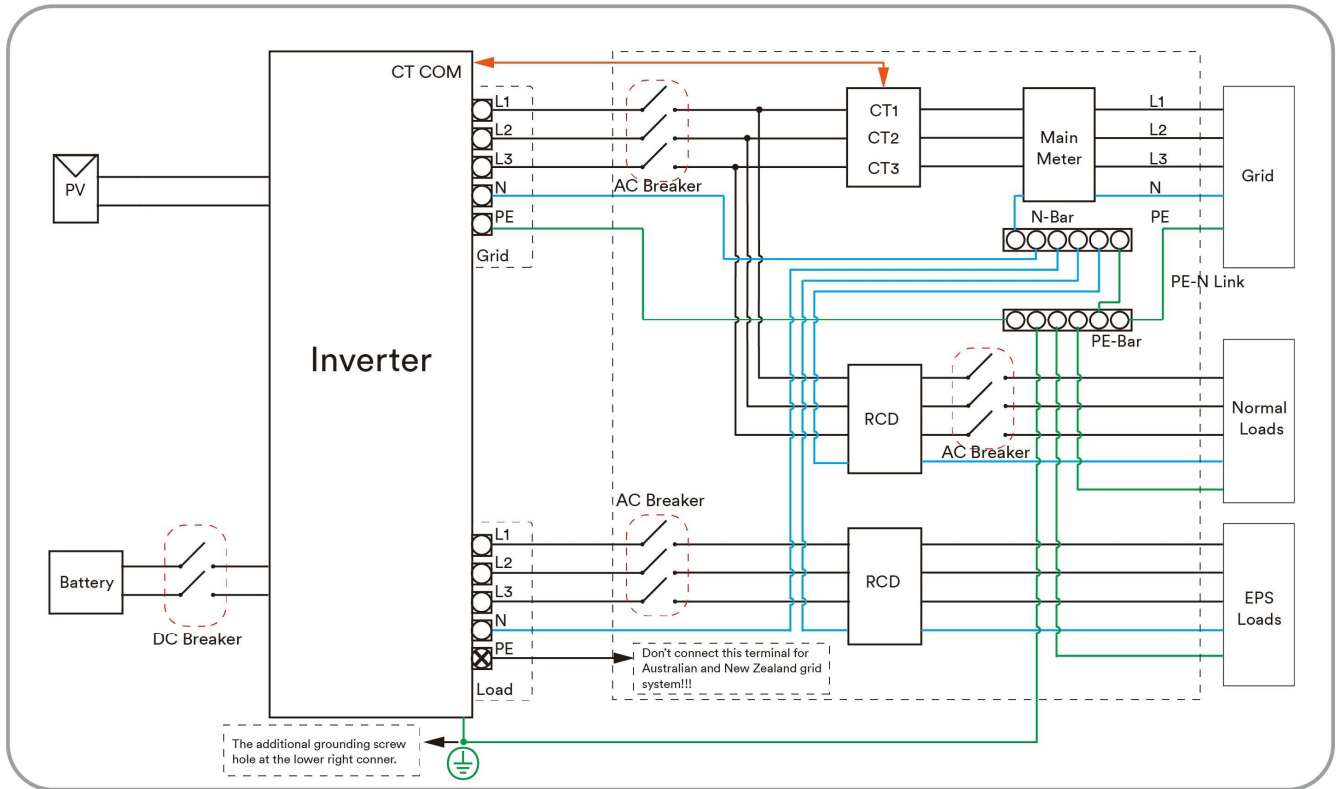 CT COM
L1
L2
L3
N
PE
Grid
AC Breaker
CT1
CT2
CT3
Main
Meter
L1
L2
L3
N
PE
Grid
N-Bar
PE-N Link
PE-Bar
PV
Inverter
RCD
AC Breaker
Normal
Loads
Battery
DC Breaker
L1
L2
L3
N
PE
Load
AC Breaker
RCD
EPS
Loads
Don't connect this terminal for
Australian and New Zealand grid
system!!!
The additional grounding screw
hole at the lower right conner.